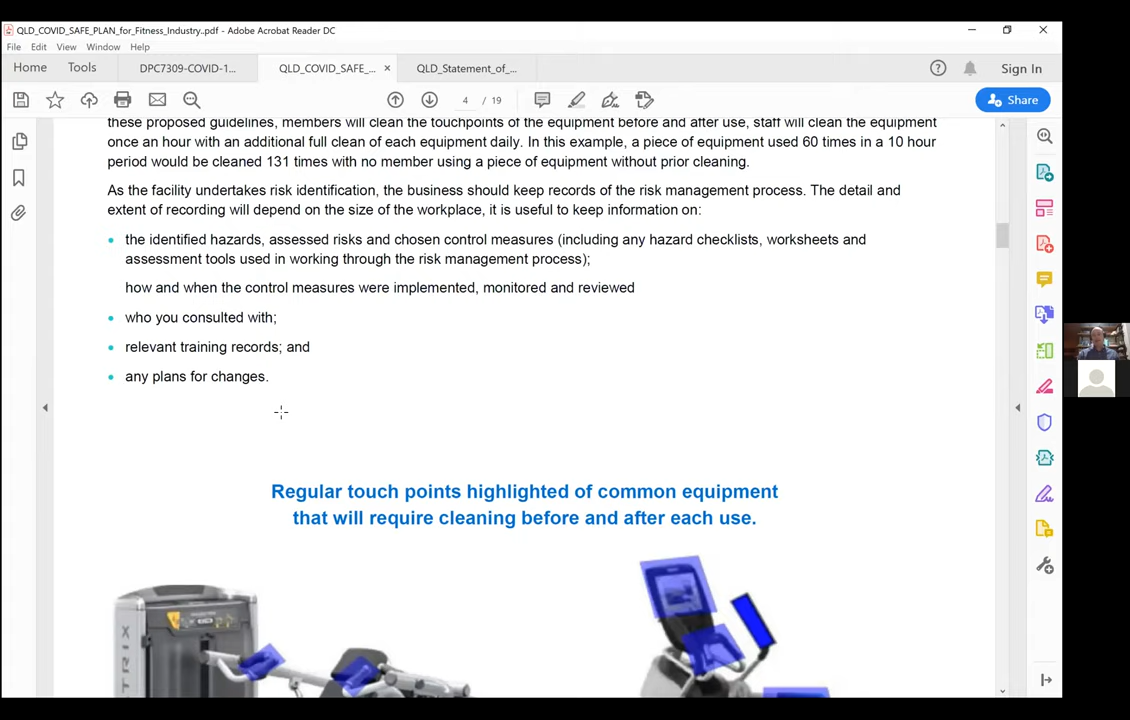 QLD_COVID_SAFE_PLAN_for_Fitness_Industry..pdf - Adobe Acrobat Reader DC
File Edit View Window Help
Home Tools DPC7309-COVID-1... QLD_COVID_SAFE_... × QLD_Statement_of_... Sign In
4 / 19 Share
these proposed guidelines, members will clean the touchpoints of the equipment before and after use, staff will clean the equipment
once an hour with an additional full clean of each equipment daily. In this example, a piece of equipment used 60 times in a 10 hour
period would be cleaned 131 times with no member using a piece of equipment without prior cleaning.
As the facility undertakes risk identification, the business should keep records of the risk management process. The detail and
extent of recording will depend on the size of the workplace, it is useful to keep information on:
• the identified hazards, assessed risks and chosen control measures (including any hazard checklists, worksheets and
assessment tools used in working through the risk management process);
how and when the control measures were implemented, monitored and reviewed
• who you consulted with;
• relevant training records; and
• any plans for changes.
Regular touch points highlighted of common equipment
that will require cleaning before and after each use.
TRIX